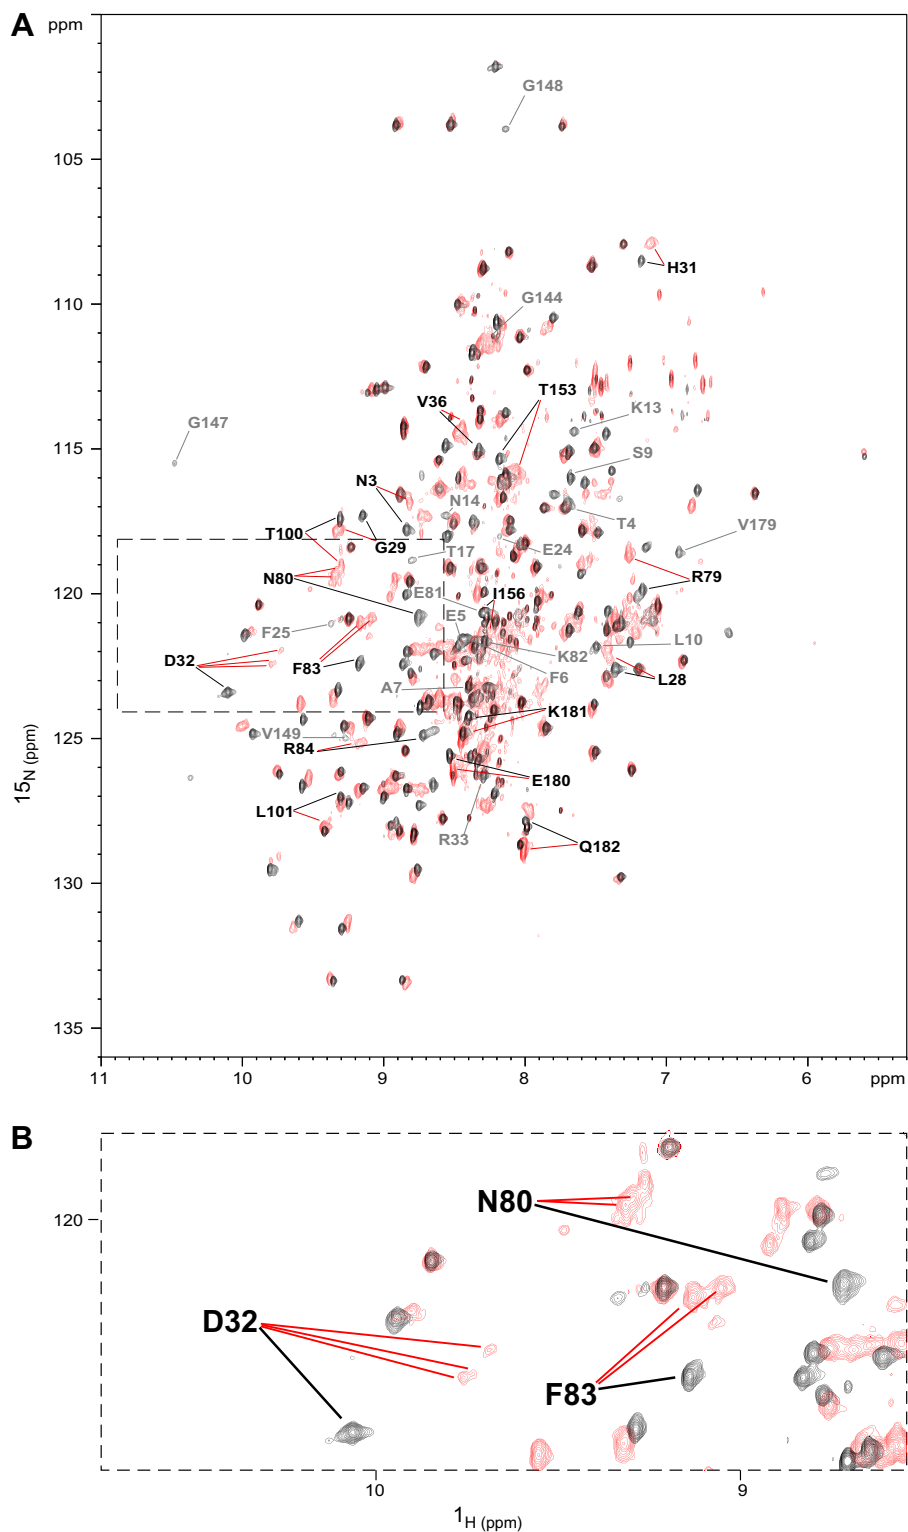 A
ppm
G148
105
H31
110
G144
T153
V36
K13
G147
115
S9
N3
N14
T4
V179
T100
G29
E24
T17
N80
R79
120
E81
I156
E5
F25
L10
K82
D32
F83
F6
L28
A7
K181
V149
125
R84
E180
L101
R33
Q182
130
135
15N (ppm)
11
10
9
8
7
6
ppm
B
N80
120
D32
F83
10
9
1H (ppm)